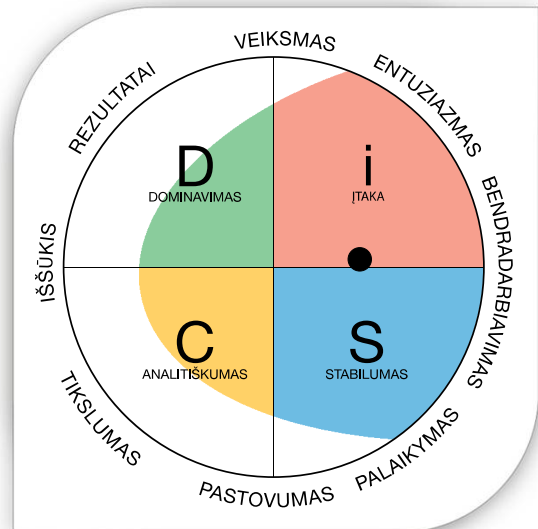 VEIKSMAS
ENTUZIAZMAS
BENDRADARBIAVIMAS
PALAIKYMAS
PASTOVUMAS
TIKSLUMAS
IŠŠŪKIS
REZULTATAI
D
DOMINAVIMAS
i
ĮTAKA
C
ANALITIŠKUMAS
S
STABILUMAS